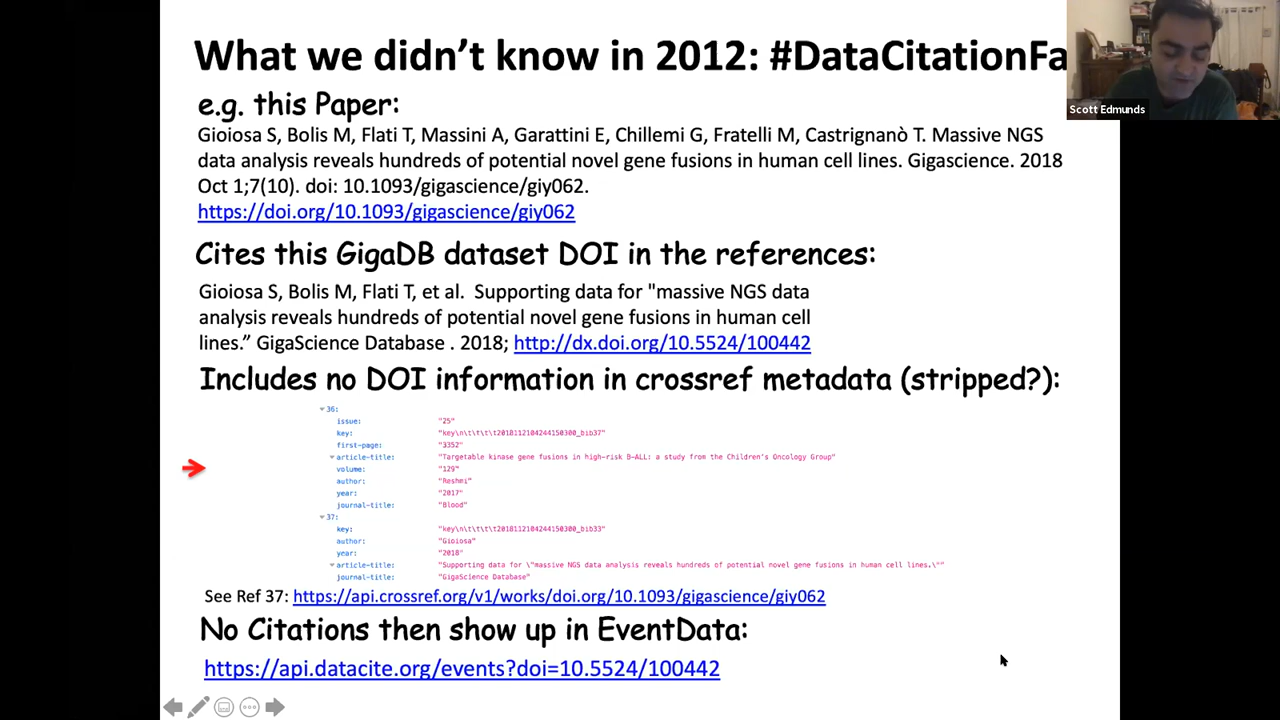 What we didn’t know in 2012: #DataCitationFa
Scott Edmunds
e.g. this Paper:
Gioiosa S, Bolis M, Flati T, Massini A, Garattini E, Chillemi G, Fratelli M, Castrignanò T. Massive NGS
data analysis reveals hundreds of potential novel gene fusions in human cell lines. Gigascience. 2018
Oct 1;7(10). doi: 10.1093/gigascience/giy062.
https://doi.org/10.1093/gigascience/giy062
Cites this GigaDB dataset DOI in the references:
Gioiosa S, Bolis M, Flati T, et al.  Supporting data for "massive NGS data
analysis reveals hundreds of potential novel gene fusions in human cell
lines.” GigaScience Database . 2018; http://dx.doi.org/10.5524/100442
Includes no DOI information in crossref metadata (stripped?):
36:
issue: "25"
key: "key\n\t\t\t\t2018112104244150300_bib37"
first-page: "3352"
article-title: "Targetable kinase gene fusions in high-risk B-ALL: a study from the Children's Oncology Group"
volume: "129"
author: "Reshmi"
year: "2017"
journal-title: "Blood"
37:
key: "key\n\t\t\t\t2018112104244150300_bib33"
author: "Gioiosa"
year: "2018"
article-title: "Supporting data for \"massive NGS data analysis reveals hundreds of potential novel gene fusions in human cell lines.\""
journal-title: "GigaScience Database"
See Ref 37: https://api.crossref.org/v1/works/doi.org/10.1093/gigascience/giy062
No Citations then show up in EventData:
https://api.datacite.org/events?doi=10.5524/100442